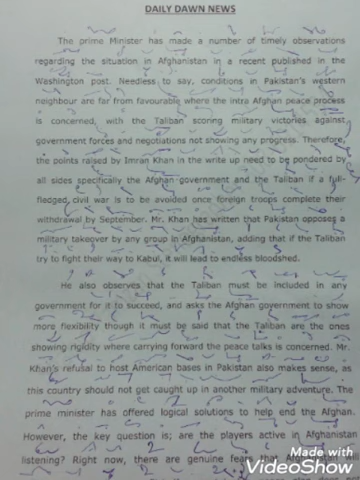 DAILY DAWN NEWS
The prime Minister has made a number of timely observations
regarding the situation in Afghanistan in a recent published in the
Washington post. Needless to say, conditions in Pakistan's western
neighbour are far from favourable where the intra Afghan peace process
is concerned, with the Taliban scoring military victories against
government forces and negotiations not showing any progress. Therefore,
the points raised by Imran Khan in the write up need to be pondered by
all sides specifically the Afghan government and the Taliban if a full-
fledged civil war is to be avoided once foreign troops complete their
withdrawal by September. Mr. Khan has written that Pakistan opposes a
military takeover by any group in Afghanistan, adding that if the Taliban
try to fight their way to Kabul, it will lead to endless bloodshed.
He also observes that the Taliban must be included in any
government for it to succeed, and asks the Afghan government to show
more flexibility though it must be said that the Taliban are the ones
showing rigidity where carrying forward the peace talks is concerned. Mr.
Khan's refusal to host American bases in Pakistan also makes sense, as
this country should not get caught up in another military adventure. The
prime minister has offered logical solutions to help end the Afghan.
However, the key question is; are the players active in Afghanistan
listening? Right now, there are genuine fears that
Made with
VideoShow